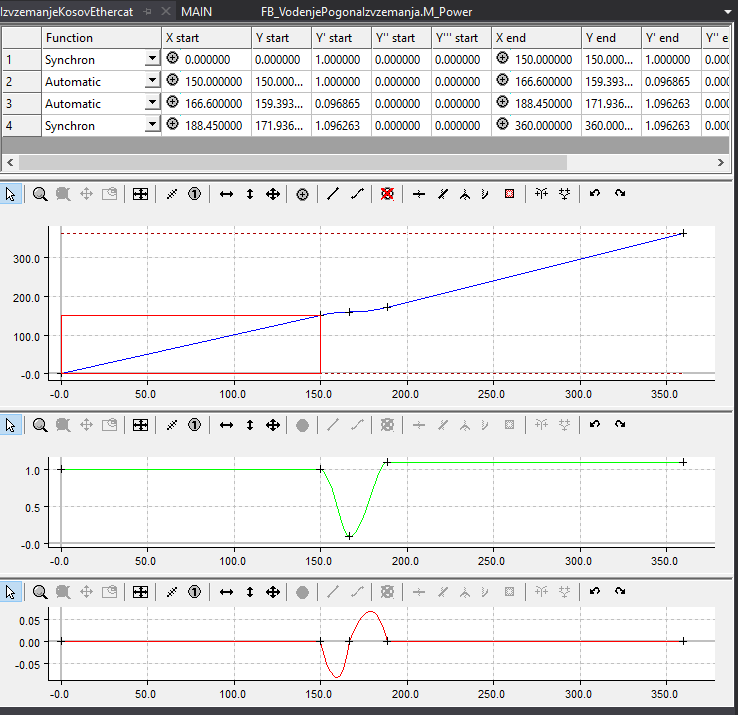 IzvzemanjeKosovEthercat MAIN FB_VodenjePogonaIzvzemanja.M_Power
Function X start Y start Y' start Y'' start Y''' start X end Y end Y' end Y'' e
1 Synchron 0.000000 0.000000 1.000000 0.000000 0.000000 150.000000 150.000... 1.000000 0.000
2 Automatic 150.000000 150.000... 1.000000 0.000000 0.000000 166.600000 159.393... 0.096865 0.000
3 Automatic 166.600000 159.393... 0.096865 0.000000 0.000000 188.450000 171.936... 1.096263 0.000
4 Synchron 188.450000 171.936... 1.096263 0.000000 0.000000 360.000000 360.000... 1.096263 0.000
1
300.0
200.0
100.0
-0.0
-0.0 50.0 100.0 150.0 200.0 250.0 300.0 350.0
1
1.0
0.5
-0.0
-0.0 50.0 100.0 150.0 200.0 250.0 300.0 350.0
1
0.05
0.00
-0.05
-0.0 50.0 100.0 150.0 200.0 250.0 300.0 350.0